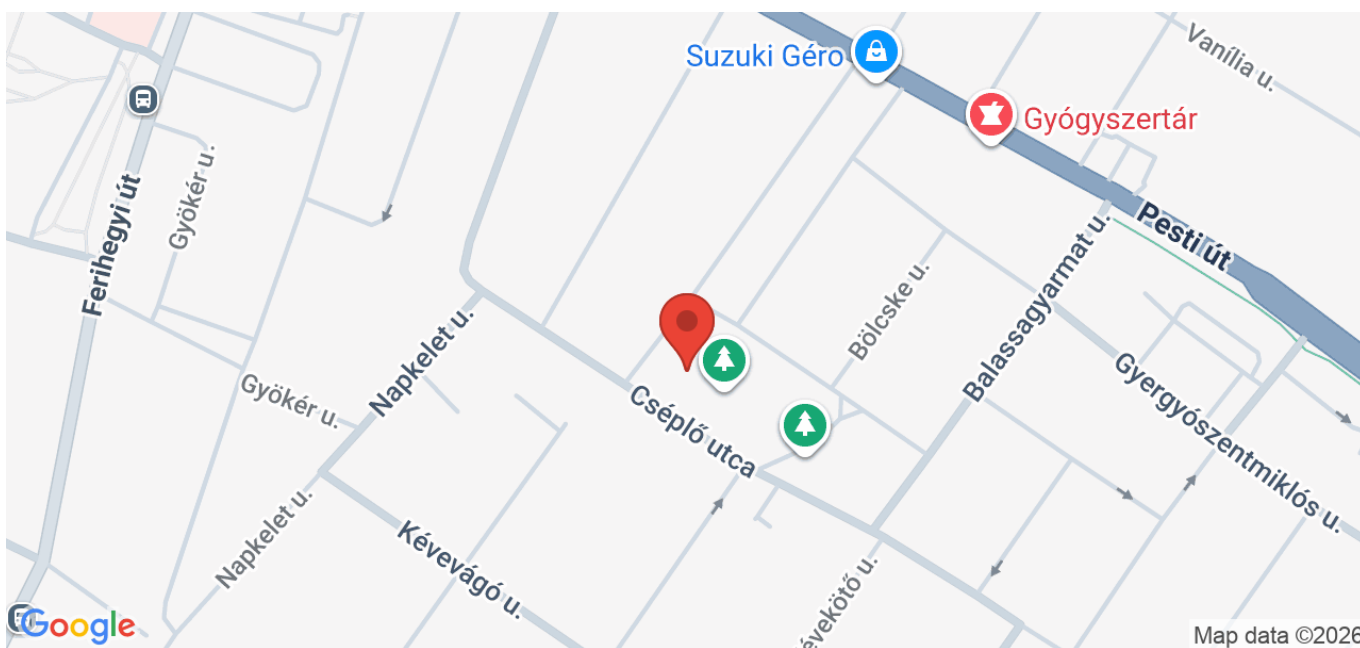 Suzuki Géro
Vanília u.
Gyógyszertár
Gyökér u.
Ferihegyi út
Pesti út
Balassagyarmat u.
Bölcske u.
Napkelet u.
Gyökér u.
Cséplő utca
Gyergyószentmiklós u.
Napkelet u.
Kévevágó u.
évekötő u.
Google
Map data ©2026